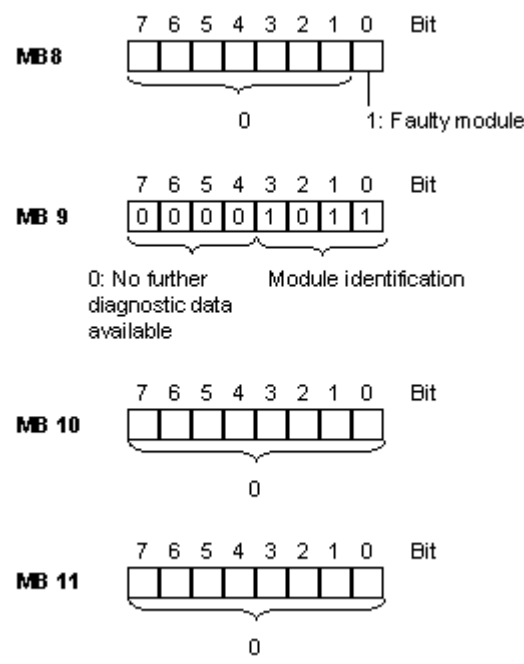 7 6 5 4 3 2 1 0 Bit
MB8
0 1: Faulty module
7 6 5 4 3 2 1 0 Bit
MB 9 0 0 0 0 1 0 1 1
0: No further Module identification
diagnostic data
available
7 6 5 4 3 2 1 0 Bit
MB 10
0
7 6 5 4 3 2 1 0 Bit
MB 11
0